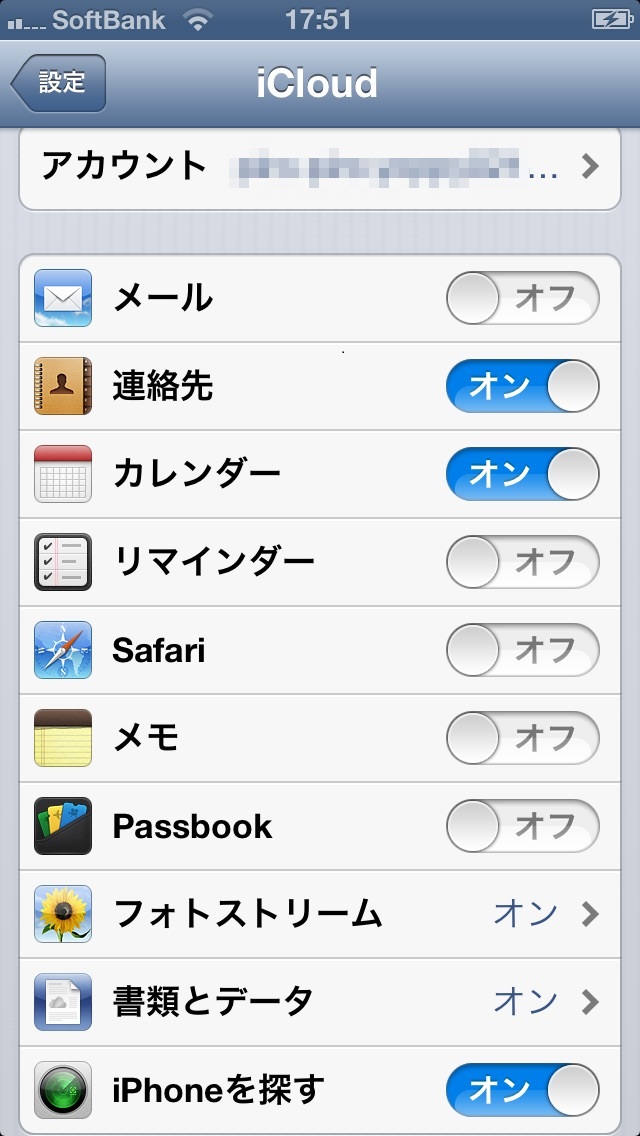 SoftBank 17:51
設定 iCloud
アカウント ...
メール オフ
連絡先 オン
カレンダー オン
リマインダー オフ
Safari オフ
メモ オフ
Passbook オフ
フォトストリーム オン
書類とデータ オン
iPhoneを探す オン